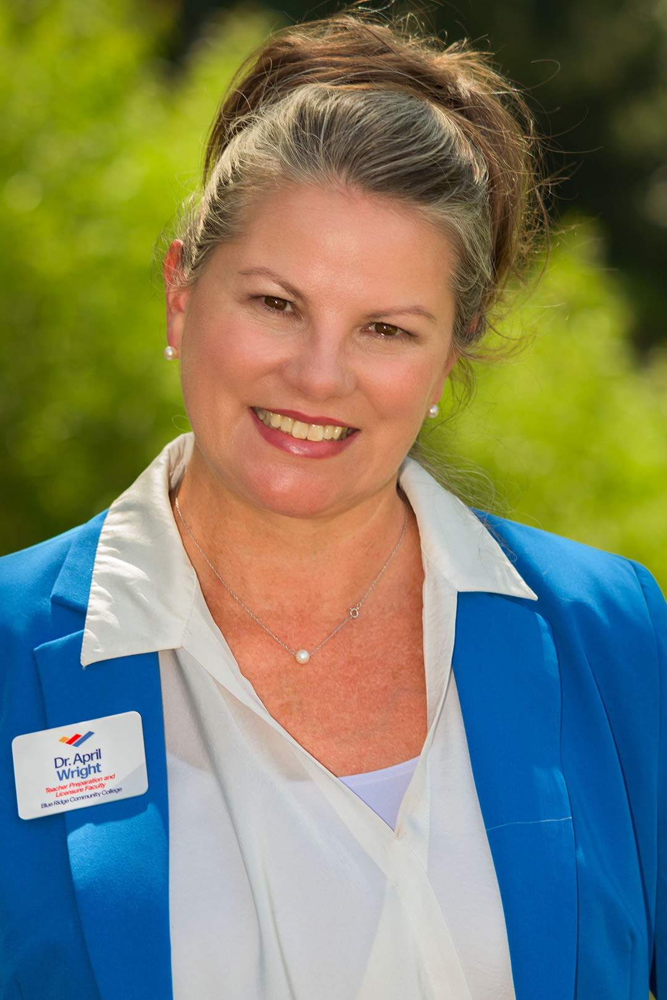 Dr. April
Wright
Teacher Preparation and
Licensure Faculty
Blue Ridge Community College